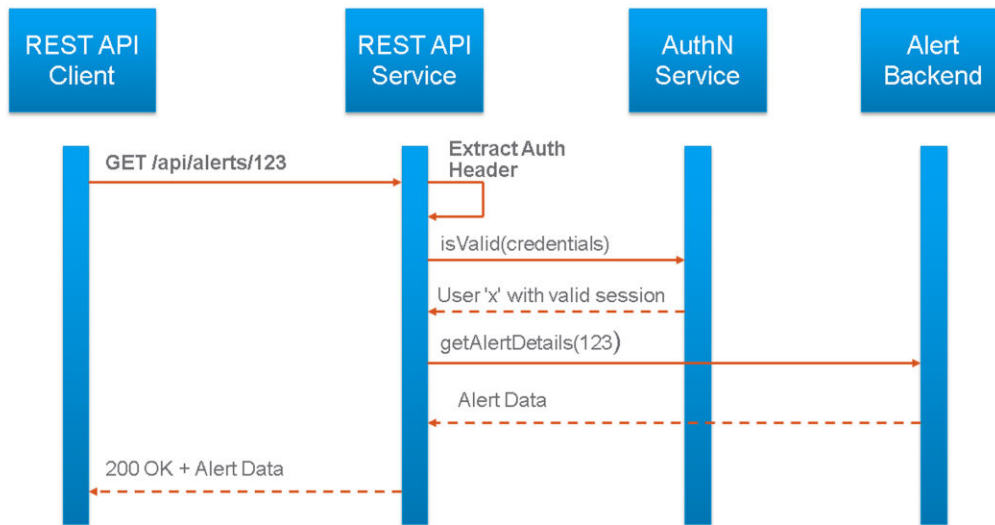 REST API
Client
REST API
Service
AuthN
Service
Alert
Backend
GET /api/alerts/123
Extract Auth
Header
isValid(credentials)
User 'x' with valid session
getAlertDetails(123)
Alert Data
200 OK + Alert Data